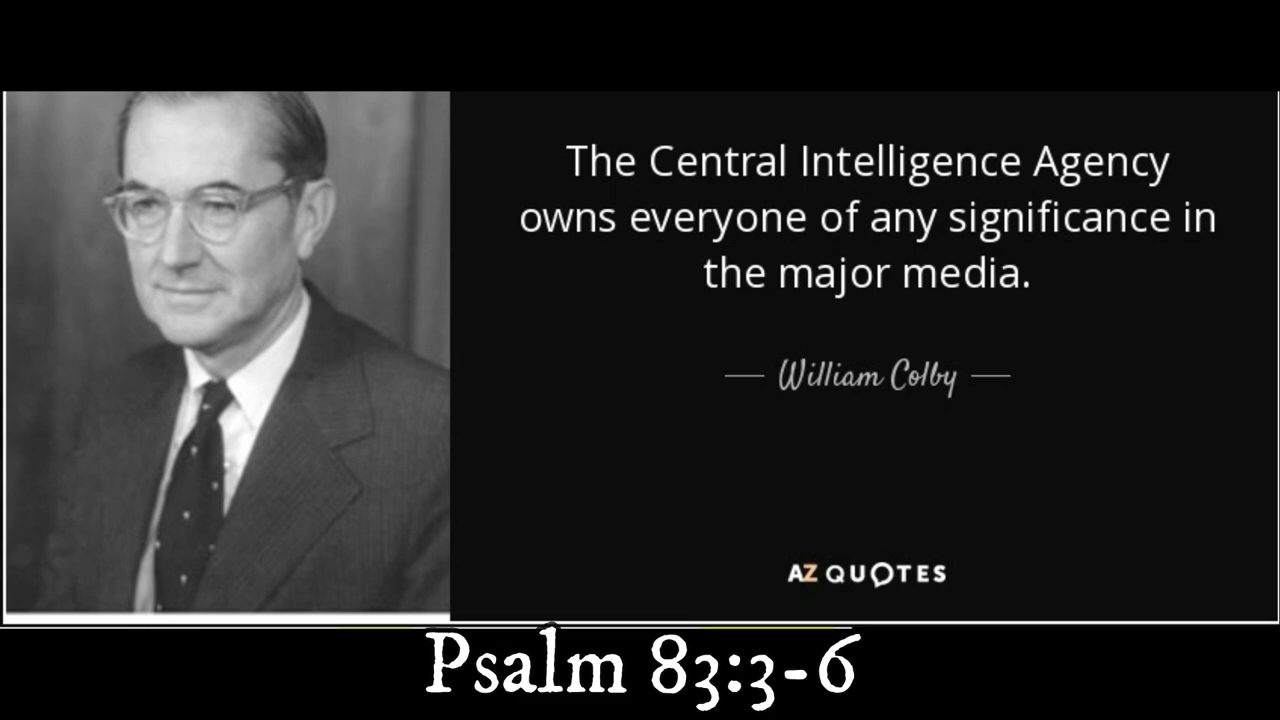 The Central Intelligence Agency
owns everyone of any significance in
the major media.
William Colby
AZ QUOTES
Psalm 83:3-6